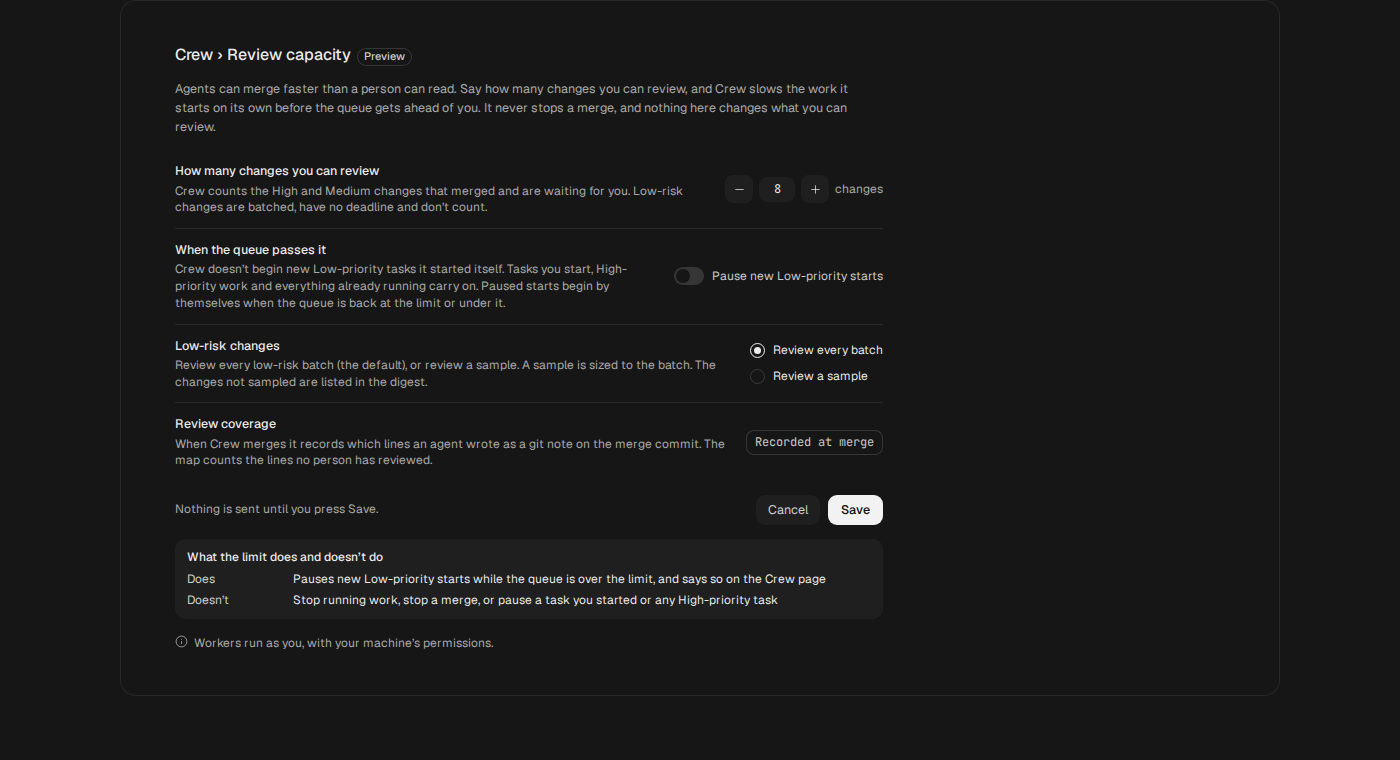 Crew › Review capacity Preview
Agents can merge faster than a person can read. Say how many changes you can review, and Crew slows the work it
starts on its own before the queue gets ahead of you. It never stops a merge, and nothing here changes what you can
review.
How many changes you can review
Crew counts the High and Medium changes that merged and are waiting for you. Low-risk
changes are batched, have no deadline and don't count.
− 8 + changes
When the queue passes it
Crew doesn't begin new Low-priority tasks it started itself. Tasks you start, High-
priority work and everything already running carry on. Paused starts begin by
themselves when the queue is back at the limit or under it.
Pause new Low-priority starts
Low-risk changes
Review every low-risk batch (the default), or review a sample. A sample is sized to the batch. The
changes not sampled are listed in the digest.
Review every batch
Review a sample
Review coverage
When Crew merges it records which lines an agent wrote as a git note on the merge commit. The
map counts the lines no person has reviewed.
Recorded at merge
Nothing is sent until you press Save.
Cancel Save
What the limit does and doesn't do
Does Pauses new Low-priority starts while the queue is over the limit, and says so on the Crew page
Doesn't Stop running work, stop a merge, or pause a task you started or any High-priority task
Workers run as you, with your machine's permissions.